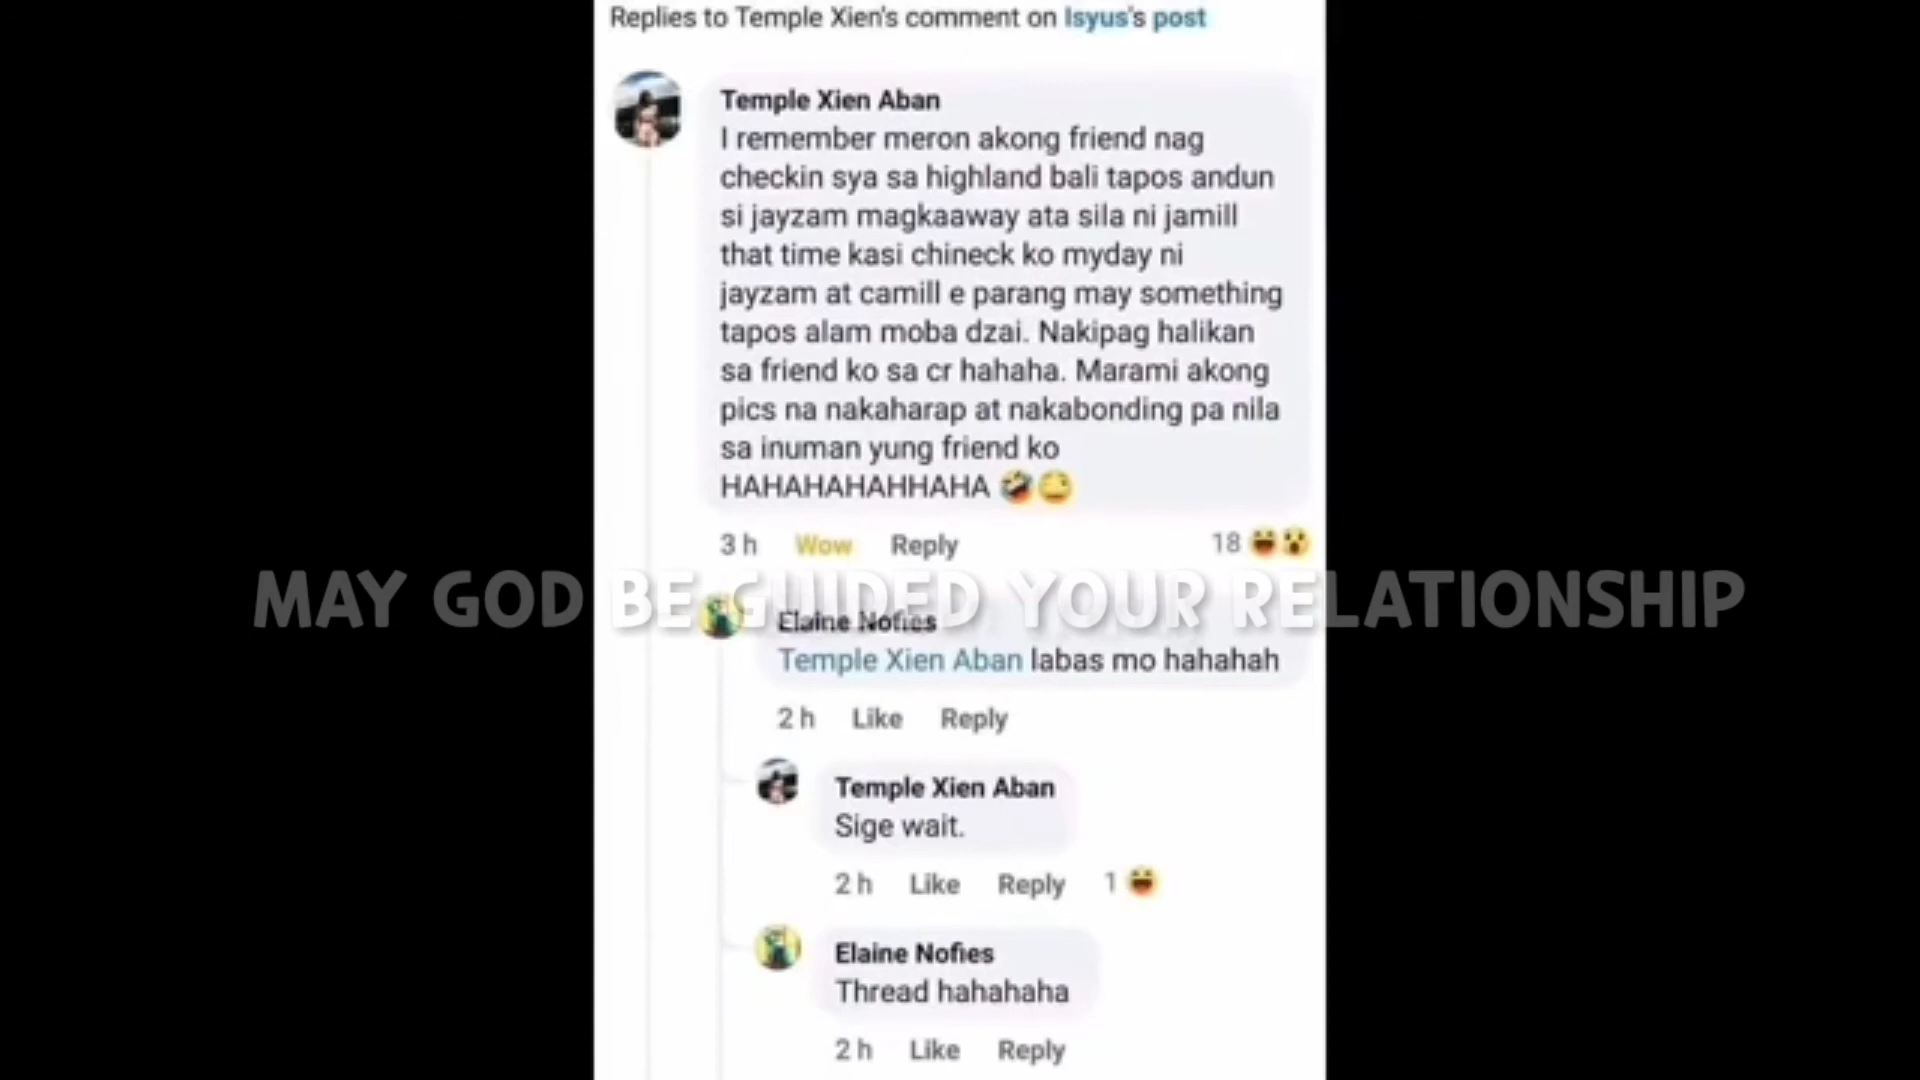 Replies to Temple Xien's comment on Isyus's post
Temple Xien Aban
I remember meron akong friend nag
checkin sya sa highland bali tapos andun
si jayzam magkaaway ata sila ni jamill
that time kasi chineck ko myday ni
jayzam at camill e parang may something
tapos alam moba dzai. Nakipag halikan
sa friend ko sa cr hahaha. Marami akong
pics na nakaharap at nakabonding pa nila
sa inuman yung friend ko
HAHAHAHAHHAHA 🤣🙄
3 h Wow Reply 18
MAY GOD BE GUIDED YOUR RELATIONSHIP
Elaine Nofies
Temple Xien Aban labas mo hahahah
2 h Like Reply
Temple Xien Aban
Sige wait.
2 h Like Reply 1
Elaine Nofies
Thread hahahaha
2 h Like Reply